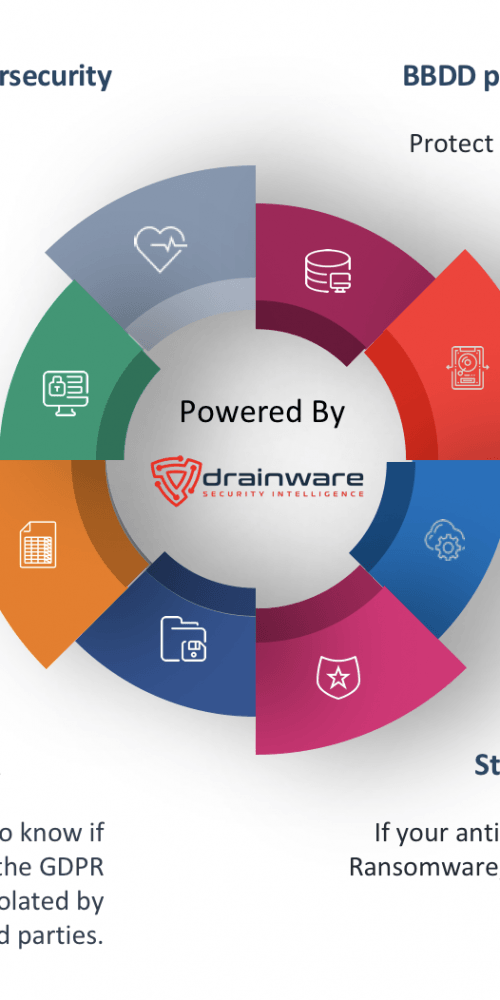 rsecurity
BBDD p
Protect
Powered By
drainware
SECURITY INTELLIGENCE
St
o know if
the GDPR
olated by
d parties.
If your anti
Ransomware,